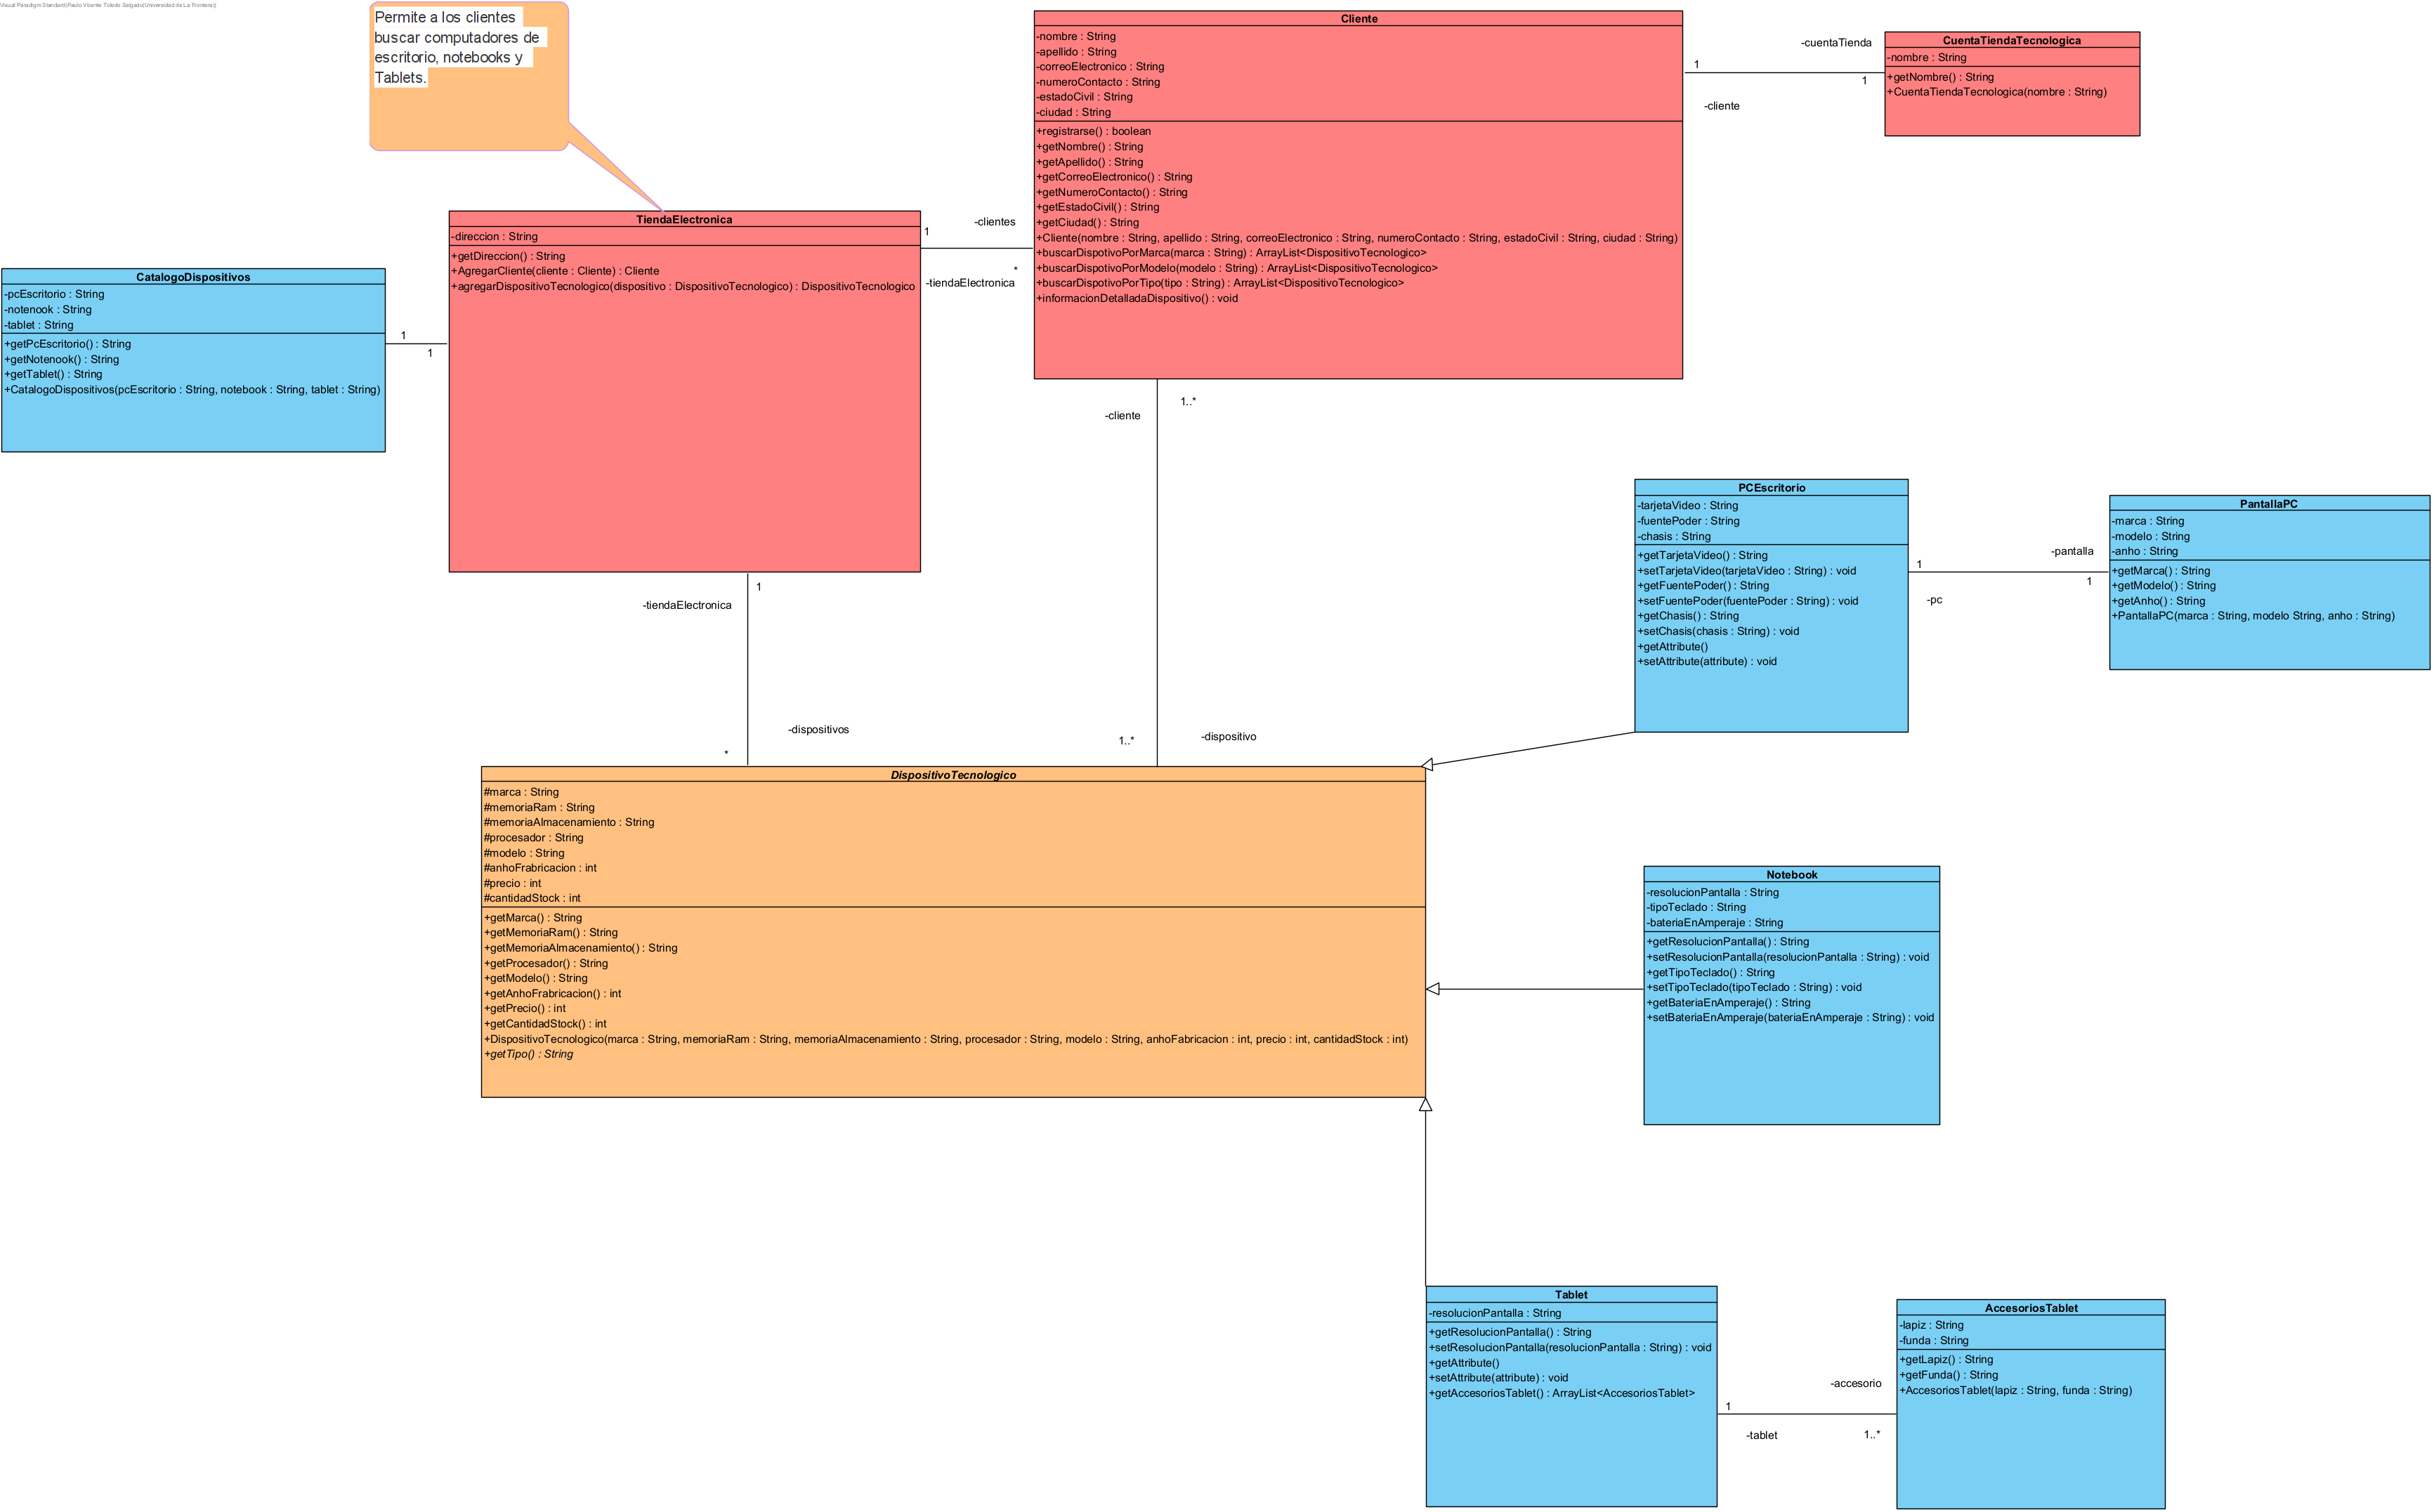 Visual Paradigm Standard(Paulo Vicente Toledo Salgado(Universidad de La Frontera))
Permite a los clientes
buscar computadores de
escritorio, notebooks y
Tablets.
Cliente
-nombre : String
-apellido : String
-correoElectronico : String
-numeroContacto : String
-estadoCivil : String
-ciudad : String
+registrarse() : boolean
+getNombre() : String
+getApellido() : String
+getCorreoElectronico() : String
+getNumeroContacto() : String
+getEstadoCivil() : String
+getCiudad() : String
+Cliente(nombre : String, apellido : String, correoElectronico : String, numeroContacto : String, estadoCivil : String, ciudad : String)
+buscarDispotivoPorMarca(marca : String) : ArrayList<DispositivoTecnologico>
+buscarDispotivoPorModelo(modelo : String) : ArrayList<DispositivoTecnologico>
+buscarDispotivoPorTipo(tipo : String) : ArrayList<DispositivoTecnologico>
+informacionDetalladaDispositivo() : void
-cuentaTienda
1
1
-cliente
CuentaTiendaTecnologica
-nombre : String
+getNombre() : String
+CuentaTiendaTecnologica(nombre : String)
TiendaElectronica
-direccion : String
+getDireccion() : String
+AgregarCliente(cliente : Cliente) : Cliente
+agregarDispositivoTecnologico(dispositivo : DispositivoTecnologico) : DispositivoTecnologico
-clientes
1
*
-tiendaElectronica
CatalogoDispositivos
-pcEscritorio : String
-notenook : String
-tablet : String
+getPcEscritorio() : String
+getNotenook() : String
+getTablet() : String
+CatalogoDispositivos(pcEscritorio : String, notebook : String, tablet : String)
1
1
1..*
-cliente
PCEscritorio
-tarjetaVideo : String
-fuentePoder : String
-chasis : String
+getTarjetaVideo() : String
+setTarjetaVideo(tarjetaVideo : String) : void
+getFuentePoder() : String
+setFuentePoder(fuentePoder : String) : void
+getChasis() : String
+setChasis(chasis : String) : void
+getAttribute()
+setAttribute(attribute) : void
-pantalla
1
1
-pc
PantallaPC
-marca : String
-modelo : String
-anho : String
+getMarca() : String
+getModelo() : String
+getAnho() : String
+PantallaPC(marca : String, modelo String, anho : String)
1
-tiendaElectronica
-dispositivos
*
1..*
-dispositivo
DispositivoTecnologico
#marca : String
#memoriaRam : String
#memoriaAlmacenamiento : String
#procesador : String
#modelo : String
#anhoFrabricacion : int
#precio : int
#cantidadStock : int
+getMarca() : String
+getMemoriaRam() : String
+getMemoriaAlmacenamiento() : String
+getProcesador() : String
+getModelo() : String
+getAnhoFrabricacion() : int
+getPrecio() : int
+getCantidadStock() : int
+DispositivoTecnologico(marca : String, memoriaRam : String, memoriaAlmacenamiento : String, procesador : String, modelo : String, anhoFabricacion : int, precio : int, cantidadStock : int)
+getTipo() : String
Notebook
-resolucionPantalla : String
-tipoTeclado : String
-bateriaEnAmperaje : String
+getResolucionPantalla() : String
+setResolucionPantalla(resolucionPantalla : String) : void
+getTipoTeclado() : String
+setTipoTeclado(tipoTeclado : String) : void
+getBateriaEnAmperaje() : String
+setBateriaEnAmperaje(bateriaEnAmperaje : String) : void
Tablet
-resolucionPantalla : String
+getResolucionPantalla() : String
+setResolucionPantalla(resolucionPantalla : String) : void
+getAttribute()
+setAttribute(attribute) : void
+getAccesoriosTablet() : ArrayList<AccesoriosTablet>
-accesorio
1
-tablet
1..*
AccesoriosTablet
-lapiz : String
-funda : String
+getLapiz() : String
+getFunda() : String
+AccesoriosTablet(lapiz : String, funda : String)